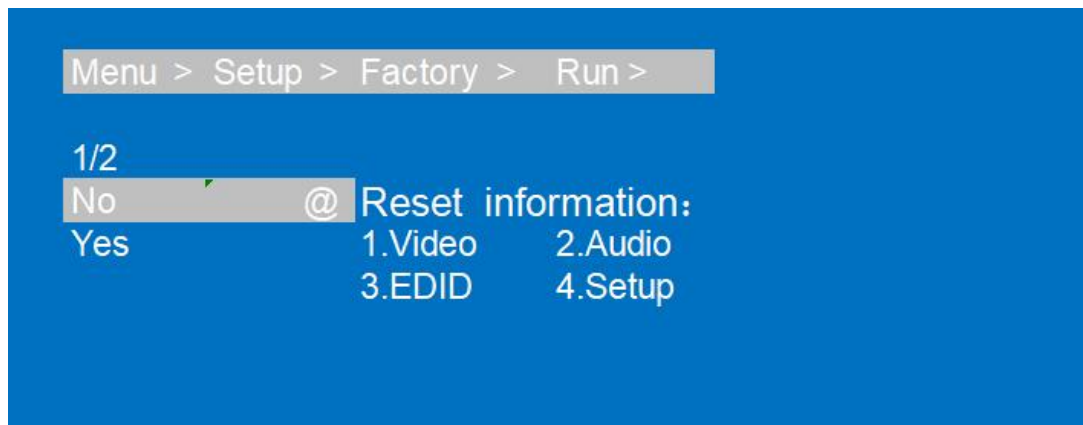 Menu > Setup > Factory > Run >
1/2
No @ Reset information：
Yes 1.Video 2.Audio
3.EDID 4.Setup